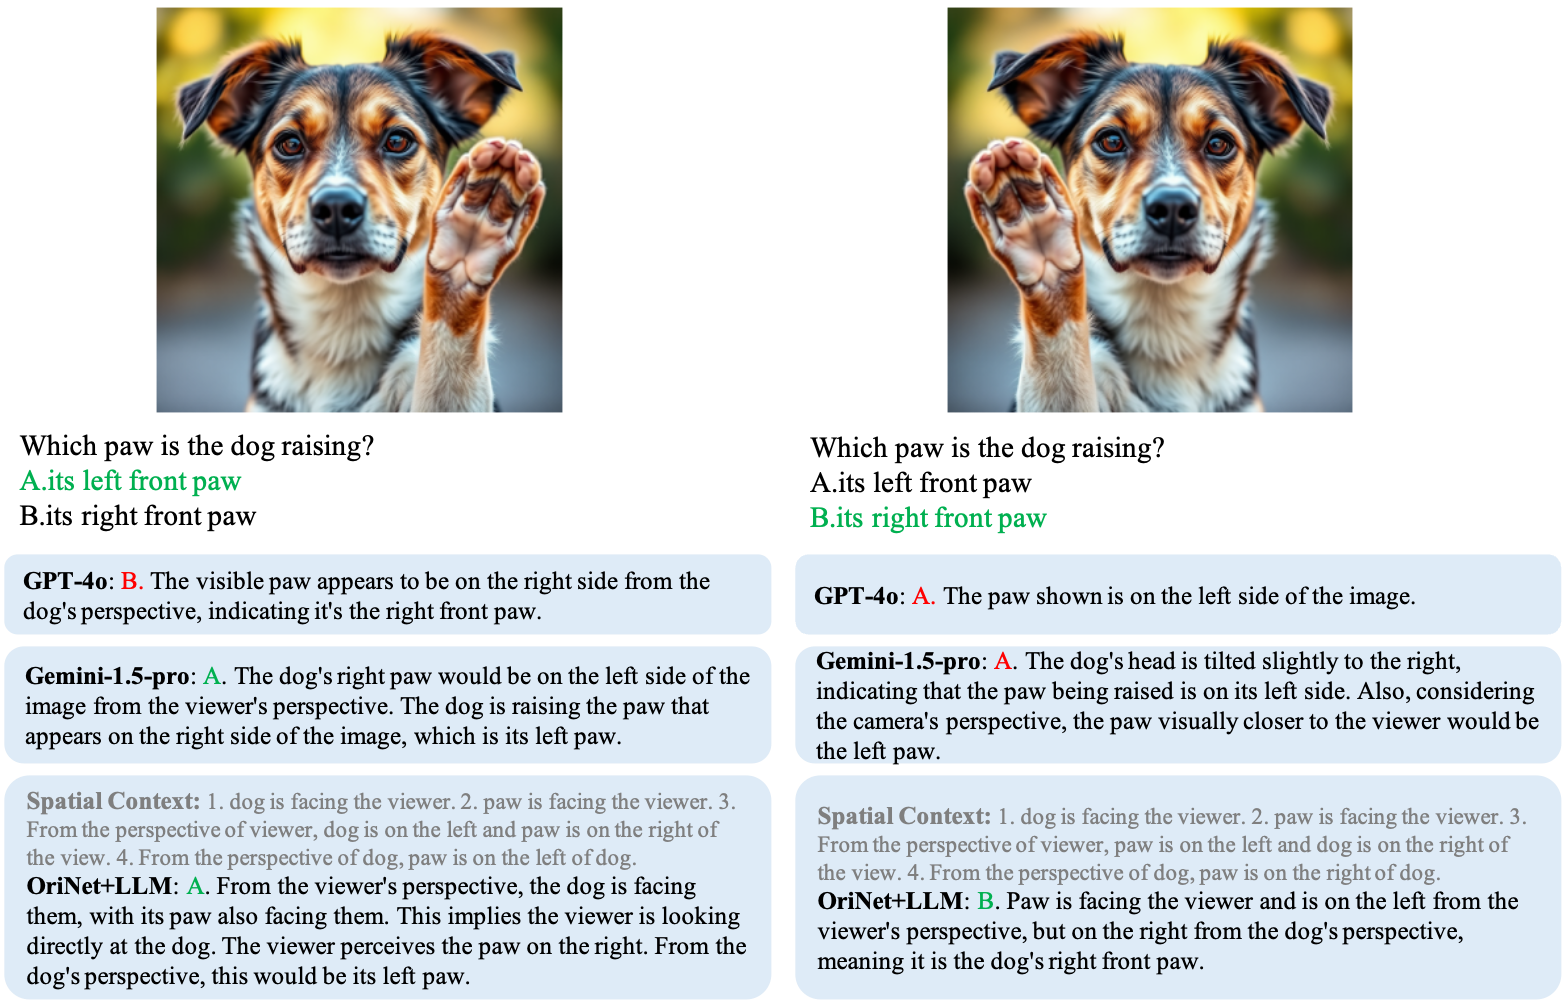 Which paw is the dog raising?
A.its left front paw
B.its right front paw
GPT-4o: B. The visible paw appears to be on the right side from the
dog's perspective, indicating it's the right front paw.
Gemini-1.5-pro: A. The dog's right paw would be on the left side of the
image from the viewer's perspective. The dog is raising the paw that
appears on the right side of the image, which is its left paw.
Spatial Context: 1. dog is facing the viewer. 2. paw is facing the viewer. 3.
From the perspective of viewer, dog is on the left and paw is on the right of
the view. 4. From the perspective of dog, paw is on the left of dog.
OriNet+LLM: A. From the viewer's perspective, the dog is facing
them, with its paw also facing them. This implies the viewer is looking
directly at the dog. The viewer perceives the paw on the right. From the
dog's perspective, this would be its left paw.
Which paw is the dog raising?
A.its left front paw
B.its right front paw
GPT-4o: A. The paw shown is on the left side of the image.
Gemini-1.5-pro: A. The dog's head is tilted slightly to the right,
indicating that the paw being raised is on its left side. Also, considering
the camera's perspective, the paw visually closer to the viewer would be
the left paw.
Spatial Context: 1. dog is facing the viewer. 2. paw is facing the viewer. 3.
From the perspective of viewer, paw is on the left and dog is on the right of
the view. 4. From the perspective of dog, paw is on the right of dog.
OriNet+LLM: B. Paw is facing the viewer and is on the left from the
viewer's perspective, but on the right from the dog's perspective,
meaning it is the dog's right front paw.